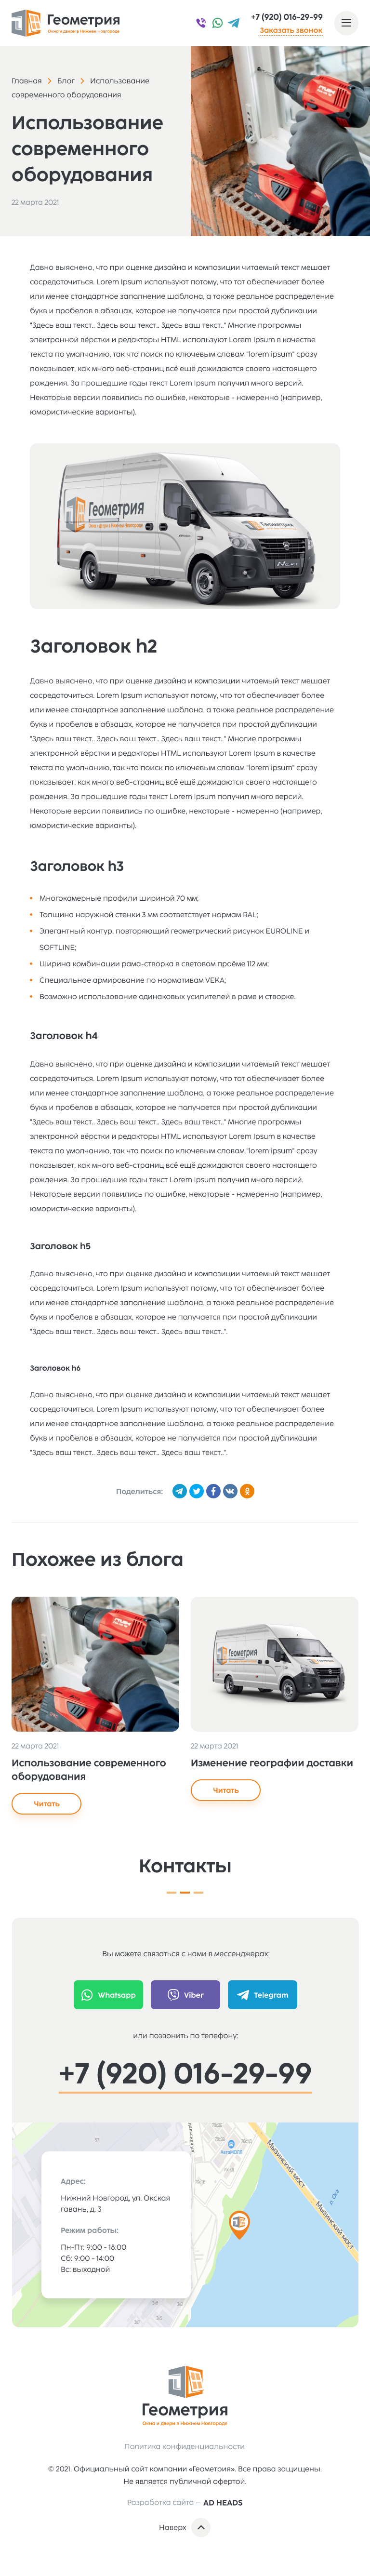 Геометрия
Окна и двери в Нижнем Новгороде
+7 (920) 016-29-99
Заказать звонок
Главная > Блог > Использование
современного оборудования
Использование
современного
оборудования
22 марта 2021
Давно выяснено, что при оценке дизайна и композиции читаемый текст мешает
сосредоточиться. Lorem Ipsum используют потому, что тот обеспечивает более
или менее стандартное заполнение шаблона, а также реальное распределение
букв и пробелов в абзацах, которое не получается при простой дубликации
"Здесь ваш текст.. Здесь ваш текст.. Здесь ваш текст.." Многие программы
электронной вёрстки и редакторы HTML используют Lorem Ipsum в качестве
текста по умолчанию, так что поиск по ключевым словам "lorem ipsum" сразу
показывает, как много веб-страниц всё ещё дожидаются своего настоящего
рождения. За прошедшие годы текст Lorem Ipsum получил много версий.
Некоторые версии появились по ошибке, некоторые - намеренно (например,
юмористические варианты).
Геометрия
Окна и двери в Нижнем Новгороде
Геометрия
Заголовок h2
Давно выяснено, что при оценке дизайна и композиции читаемый текст мешает
сосредоточиться. Lorem Ipsum используют потому, что тот обеспечивает более
или менее стандартное заполнение шаблона, а также реальное распределение
букв и пробелов в абзацах, которое не получается при простой дубликации
"Здесь ваш текст.. Здесь ваш текст.. Здесь ваш текст.." Многие программы
электронной вёрстки и редакторы HTML используют Lorem Ipsum в качестве
текста по умолчанию, так что поиск по ключевым словам "lorem ipsum" сразу
показывает, как много веб-страниц всё ещё дожидаются своего настоящего
рождения. За прошедшие годы текст Lorem Ipsum получил много версий.
Некоторые версии появились по ошибке, некоторые - намеренно (например,
юмористические варианты).
Заголовок h3
Многокамерные профили шириной 70 мм;
Толщина наружной стенки 3 мм соответствует нормам RAL;
Элегантный контур, повторяющий геометрический рисунок EUROLINE и
SOFTLINE;
Ширина комбинации рама-створка в световом проёме 112 мм;
Специальное армирование по нормативам VEKA;
Возможно использование одинаковых усилителей в раме и створке.
Заголовок h4
Давно выяснено, что при оценке дизайна и композиции читаемый текст мешает
сосредоточиться. Lorem Ipsum используют потому, что тот обеспечивает более
или менее стандартное заполнение шаблона, а также реальное распределение
букв и пробелов в абзацах, которое не получается при простой дубликации
"Здесь ваш текст.. Здесь ваш текст.. Здесь ваш текст.." Многие программы
электронной вёрстки и редакторы HTML используют Lorem Ipsum в качестве
текста по умолчанию, так что поиск по ключевым словам "lorem ipsum" сразу
показывает, как много веб-страниц всё ещё дожидаются своего настоящего
рождения. За прошедшие годы текст Lorem Ipsum получил много версий.
Некоторые версии появились по ошибке, некоторые - намеренно (например,
юмористические варианты).
Заголовок h5
Давно выяснено, что при оценке дизайна и композиции читаемый текст мешает
сосредоточиться. Lorem Ipsum используют потому, что тот обеспечивает более
или менее стандартное заполнение шаблона, а также реальное распределение
букв и пробелов в абзацах, которое не получается при простой дубликации
"Здесь ваш текст.. Здесь ваш текст.. Здесь ваш текст..".
Заголовок h6
Давно выяснено, что при оценке дизайна и композиции читаемый текст мешает
сосредоточиться. Lorem Ipsum используют потому, что тот обеспечивает более
или менее стандартное заполнение шаблона, а также реальное распределение
букв и пробелов в абзацах, которое не получается при простой дубликации
"Здесь ваш текст.. Здесь ваш текст.. Здесь ваш текст..".
Поделиться:
Похожее из блога
Геометрия
22 марта 2021
Использование современного
оборудования
Читать
22 марта 2021
Изменение географии доставки
Читать
Контакты
Вы можете связаться с нами в мессенджерах:
Whatsapp
Viber
Telegram
или позвонить по телефону:
+7 (920) 016-29-99
Адрес:
Нижний Новгород, ул. Окская
гавань, д. 3
Режим работы:
Пн-Пт: 9:00 - 18:00
Сб: 9:00 - 14:00
Вс: выходной
АвтоМОЛЛ
Мызинский мост
Мызинский мост
р. Ока
Геометрия
Окна и двери в Нижнем Новгороде
Политика конфиденциальности
© 2021. Официальный сайт компании «Геометрия». Все права защищены.
Не является публичной офертой.
Разработка сайта – AD HEADS
Наверх